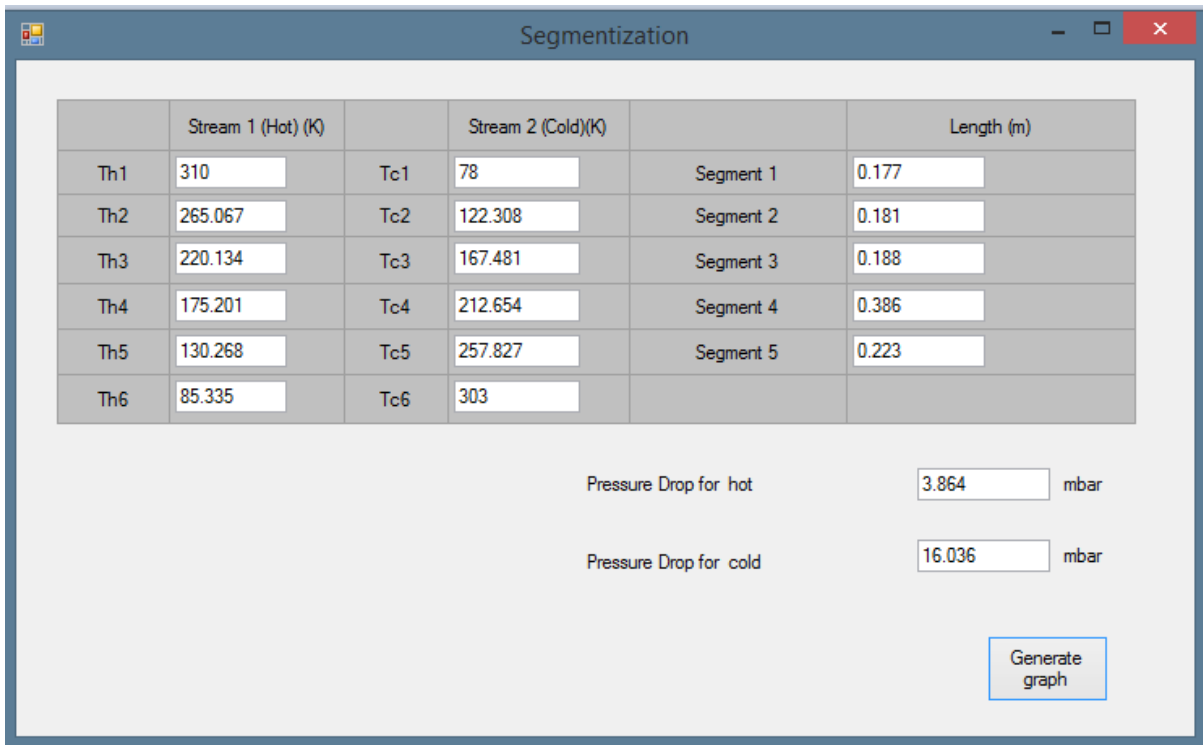 Segmentization
Stream 1 (Hot) (K) Stream 2 (Cold)(K) Length (m)
Th1 310 Tc1 78 Segment 1 0.177
Th2 265.067 Tc2 122.308 Segment 2 0.181
Th3 220.134 Tc3 167.481 Segment 3 0.188
Th4 175.201 Tc4 212.654 Segment 4 0.386
Th5 130.268 Tc5 257.827 Segment 5 0.223
Th6 85.335 Tc6 303
Pressure Drop for hot 3.864 mbar
Pressure Drop for cold 16.036 mbar
Generate
graph